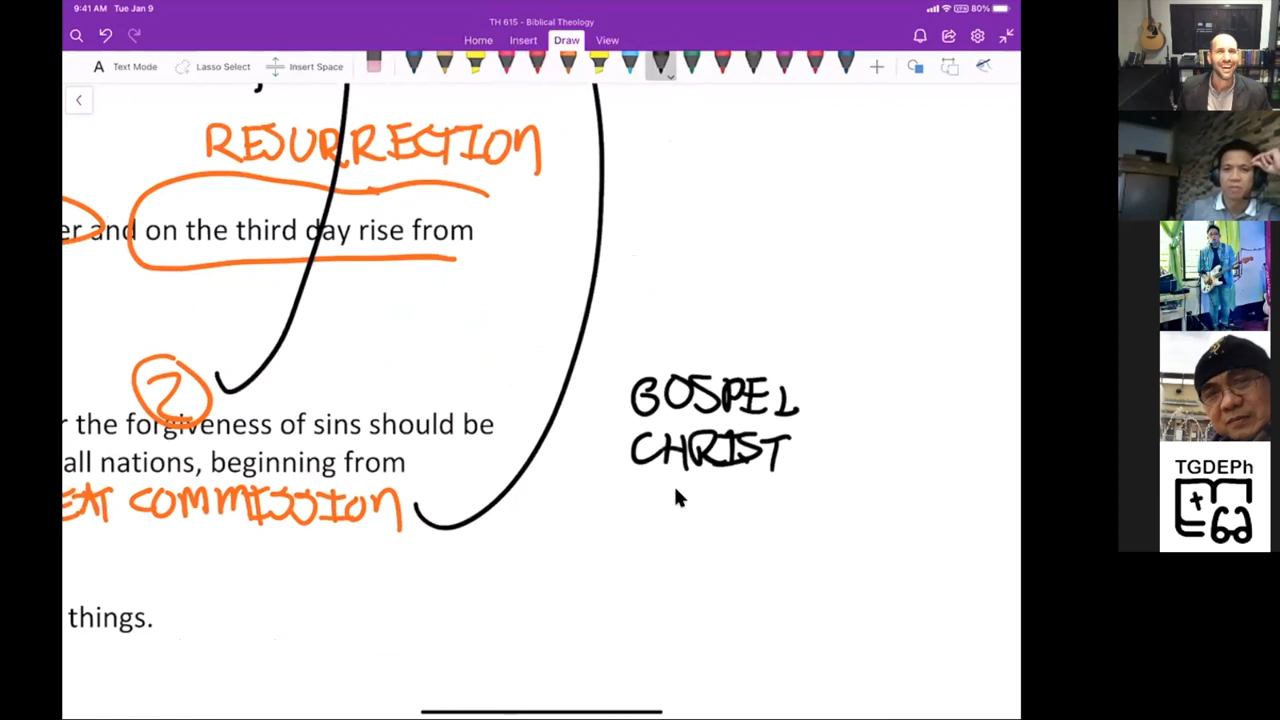 9:41 AM Tue Jan 9
80%
TH 615 - Biblical Theology
Home Insert Draw View
A Text Mode Lasso Select Insert Space
RESURRECTION
er and on the third day rise from
2
r the forgiveness of sins should be
all nations, beginning from
EAT COMMISSION
things.
GOSPEL
CHRIST
TGDEPh